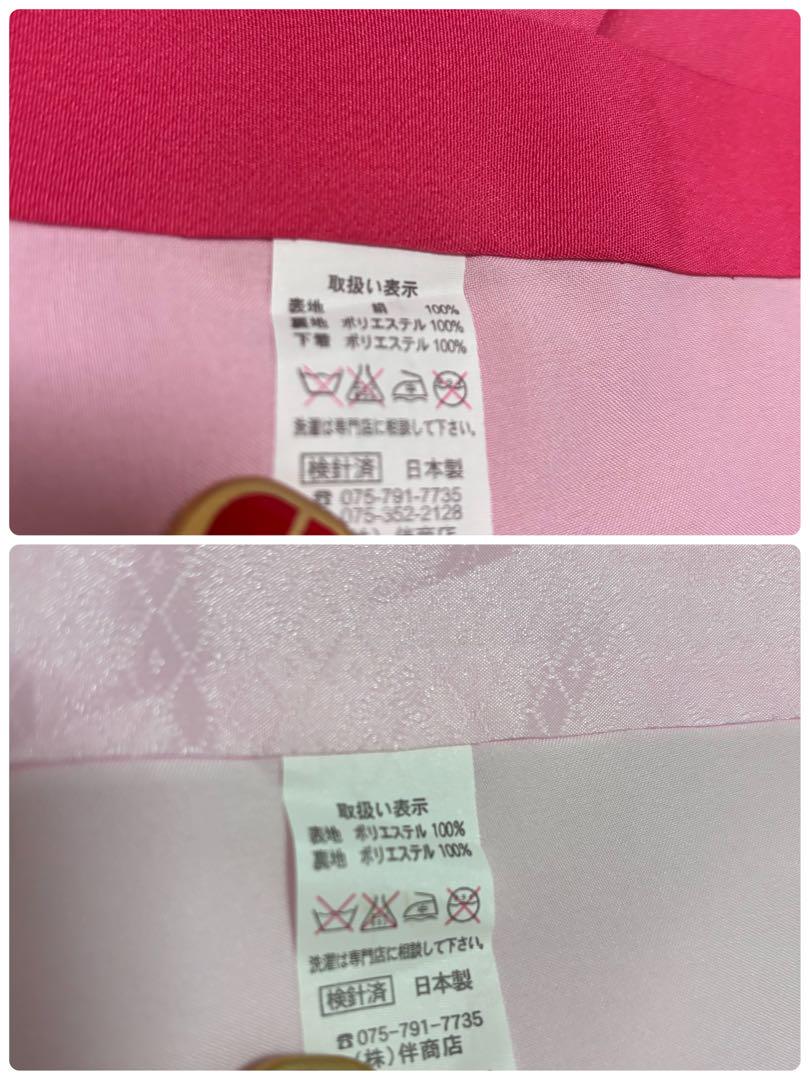 取扱い表示
表地 絹 100%
裏地 ポリエステル 100%
下着 ポリエステル 100%
洗濯は専門店に相談して下さい。
検針済 日本製
☎ 075-791-7735
075-352-2128
伴商店
取扱い表示
表地 ポリエステル 100%
裏地 ポリエステル 100%
洗濯は専門店に相談して下さい。
検針済 日本製
☎075-791-7735
(株)伴商店